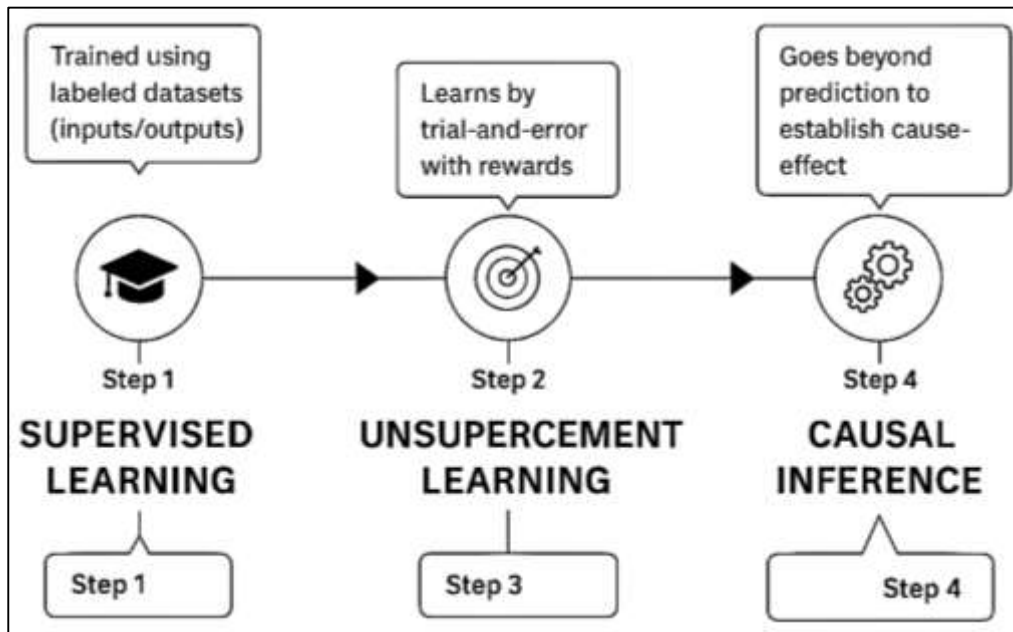 Trained using
labeled datasets
(inputs/outputs)
Learns by
trial-and-error
with rewards
Goes beyond
prediction to
establish cause-
effect
Step 1
Step 2
Step 4
SUPERVISED
LEARNING
UNSUPERCEMENT
LEARNING
CAUSAL
INFERENCE
Step 1
Step 3
Step 4